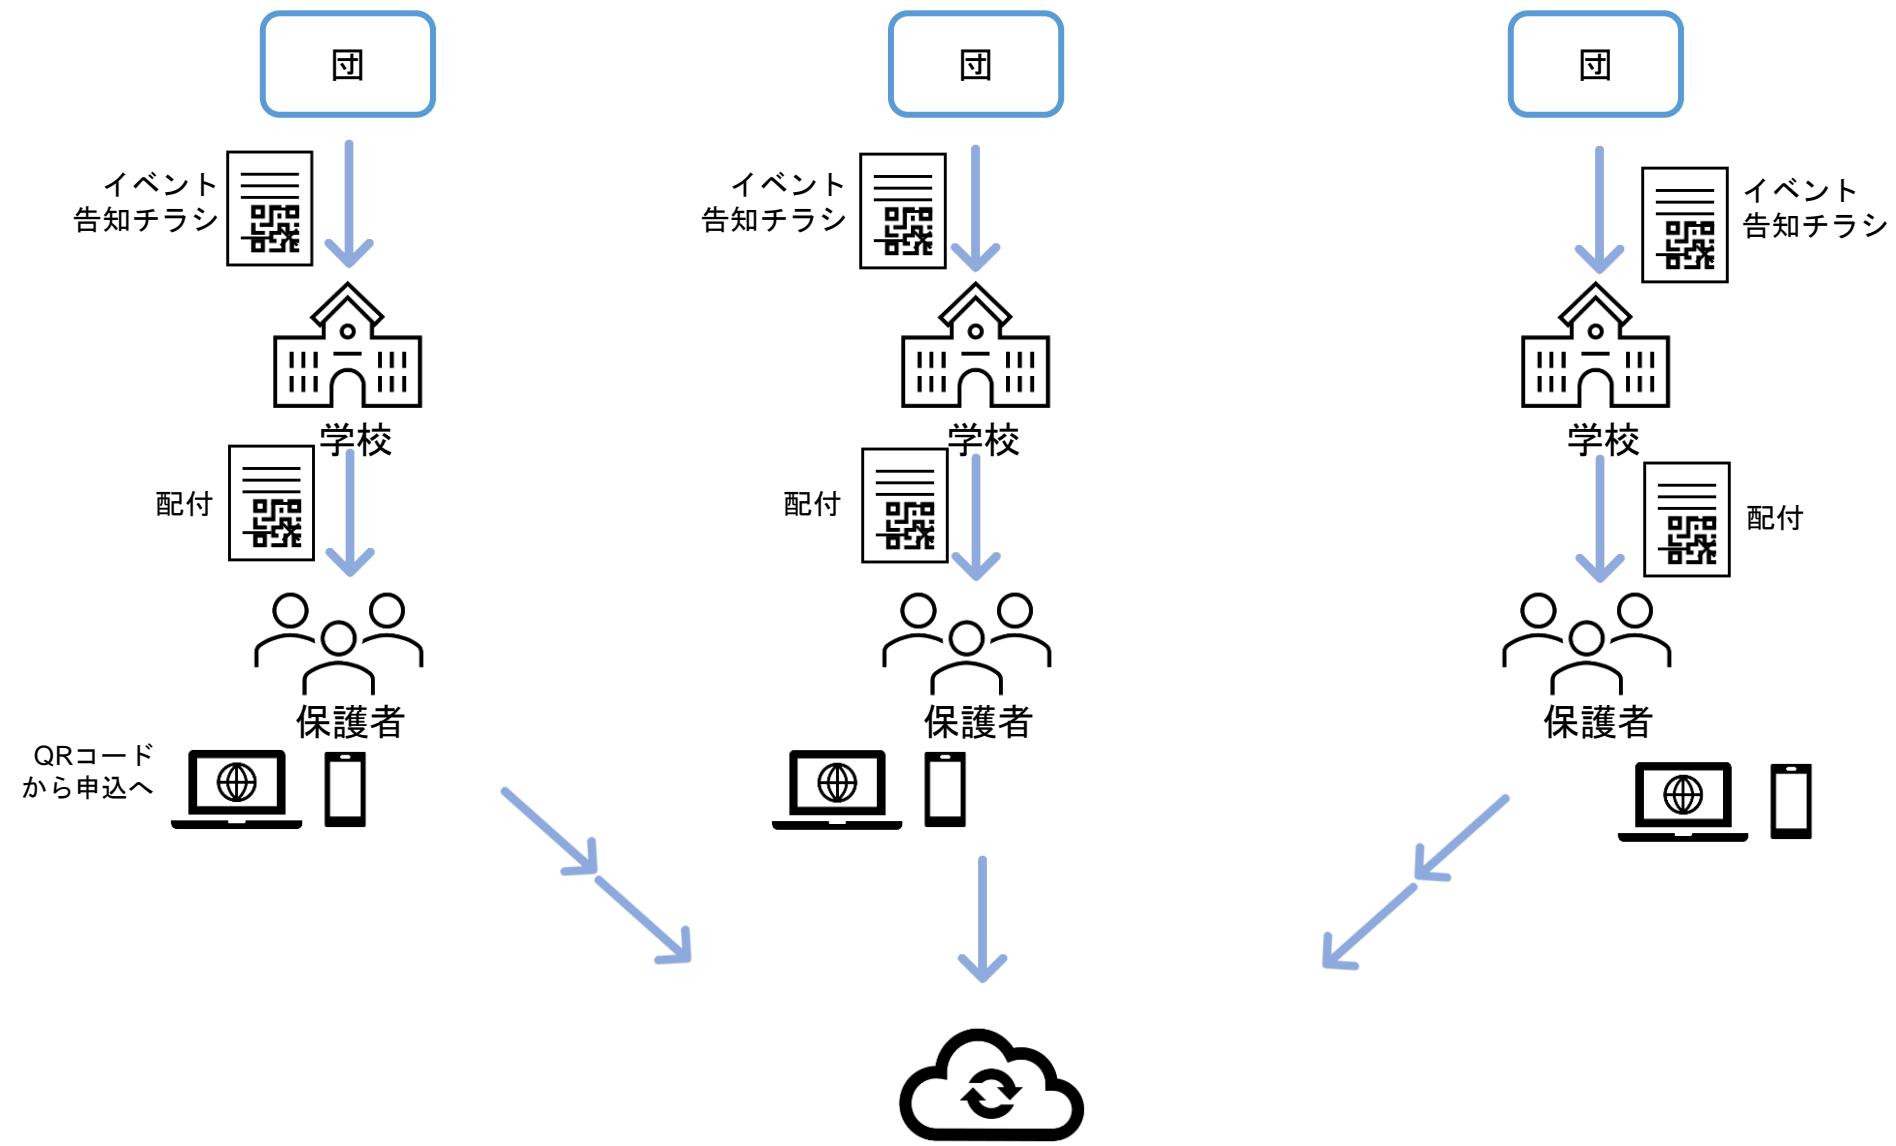 団
団
団
イベント
告知チラシ
イベント
告知チラシ
イベント
告知チラシ
学校
学校
学校
配付
配付
配付
保護者
保護者
保護者
QRコード
から申込へ